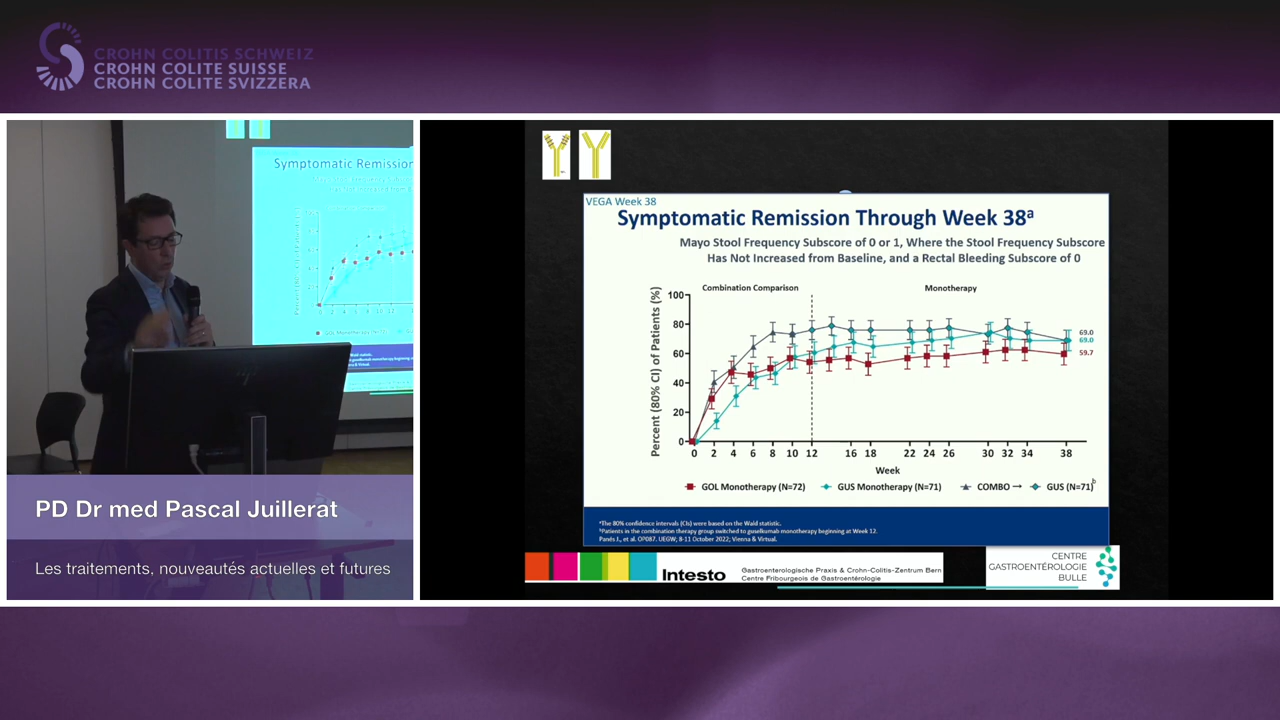 CROHN COLITIS SCHWEIZ
CROHN COLITE SUISSE
CROHN COLITE SVIZZERA
Symptomatic Remission
PD Dr med Pascal Juillerat
Les traitements, nouveautés actuelles et futures
VEGA Week 38
Symptomatic Remission Through Week 38ᵃ
Mayo Stool Frequency Subscore of 0 or 1, Where the Stool Frequency Subscore
Has Not Increased from Baseline, and a Rectal Bleeding Subscore of 0
Combination Comparison
Monotherapy
Percent (80% CI) of Patients (%)
100
80
60
40
20
0
69.0
69.0
59.7
0 2 4 6 8 10 12 16 18 22 24 26 30 32 34 38
Week
GOL Monotherapy (N=72) GUS Monotherapy (N=71) COMBO → GUS (N=71)ᵇ
ᵃThe 80% confidence intervals (CIs) were based on the Wald statistic.
ᵇPatients in the combination therapy group switched to guselkumab monotherapy beginning at Week 12.
Panés J., et al. OP087. UEGW, 8-11 October 2022; Vienna & Virtual.
Intesto
Gastroenterologische Praxis & Crohn-Colitis-Zentrum Bern
Centre Fribourgeois de Gastroentérologie
CENTRE
GASTROENTÉROLOGIE
BULLE